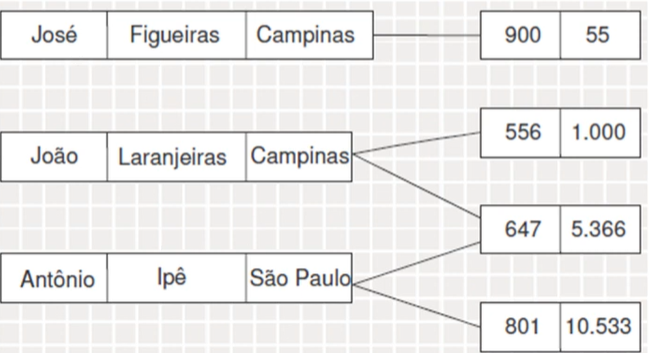 José Figueiras Campinas 900 55
556 1.000
João Laranjeiras Campinas
647 5.366
Antônio Ipê São Paulo
801 10.533